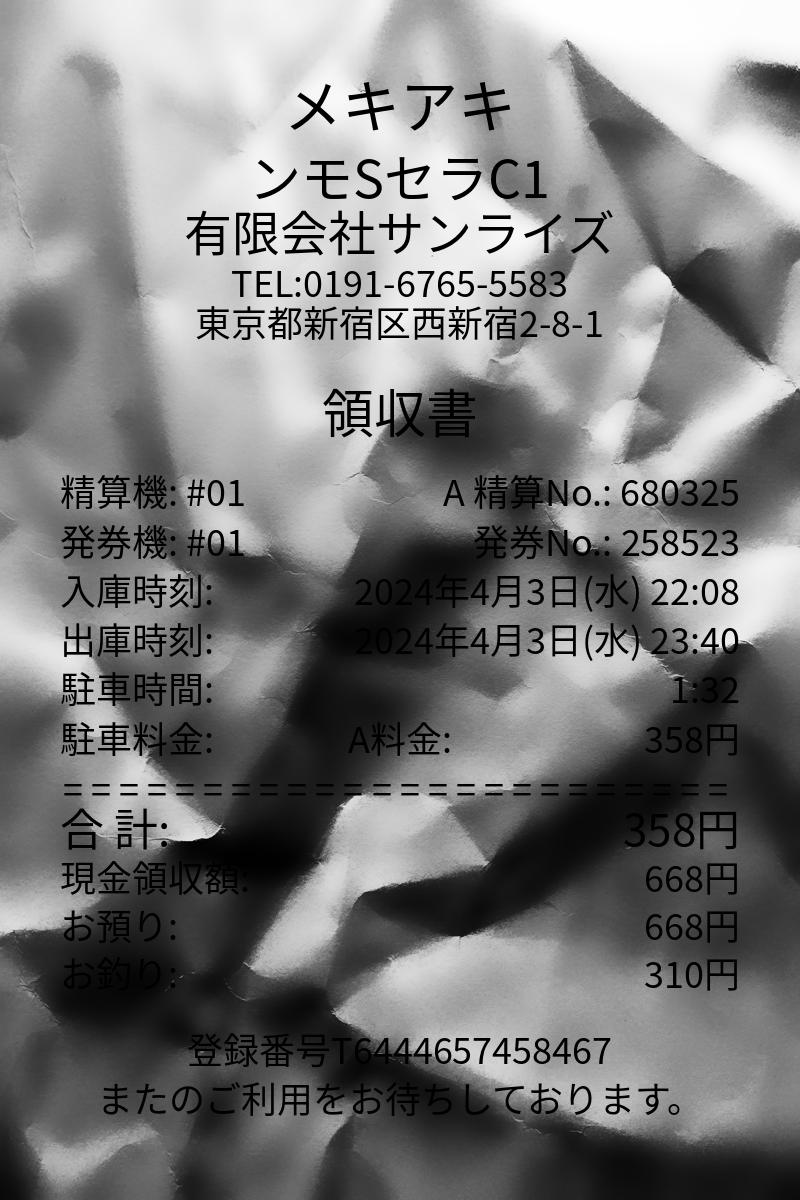 メキアキ
ンモSセラC1
有限会社サンライズ
TEL:0191-6765-5583
東京都新宿区西新宿2-8-1
領収書
精算機: #01 A 精算No.: 680325
発券機: #01 発券No.: 258523
入庫時刻: 2024年4月3日(水) 22:08
出庫時刻: 2024年4月3日(水) 23:40
駐車時間: 1:32
駐車料金: A料金: 358円
========================
合 計: 358円
現金領収額: 668円
お預り: 668円
お釣り: 310円
登録番号T6444657458467
またのご利用をお待ちしております。